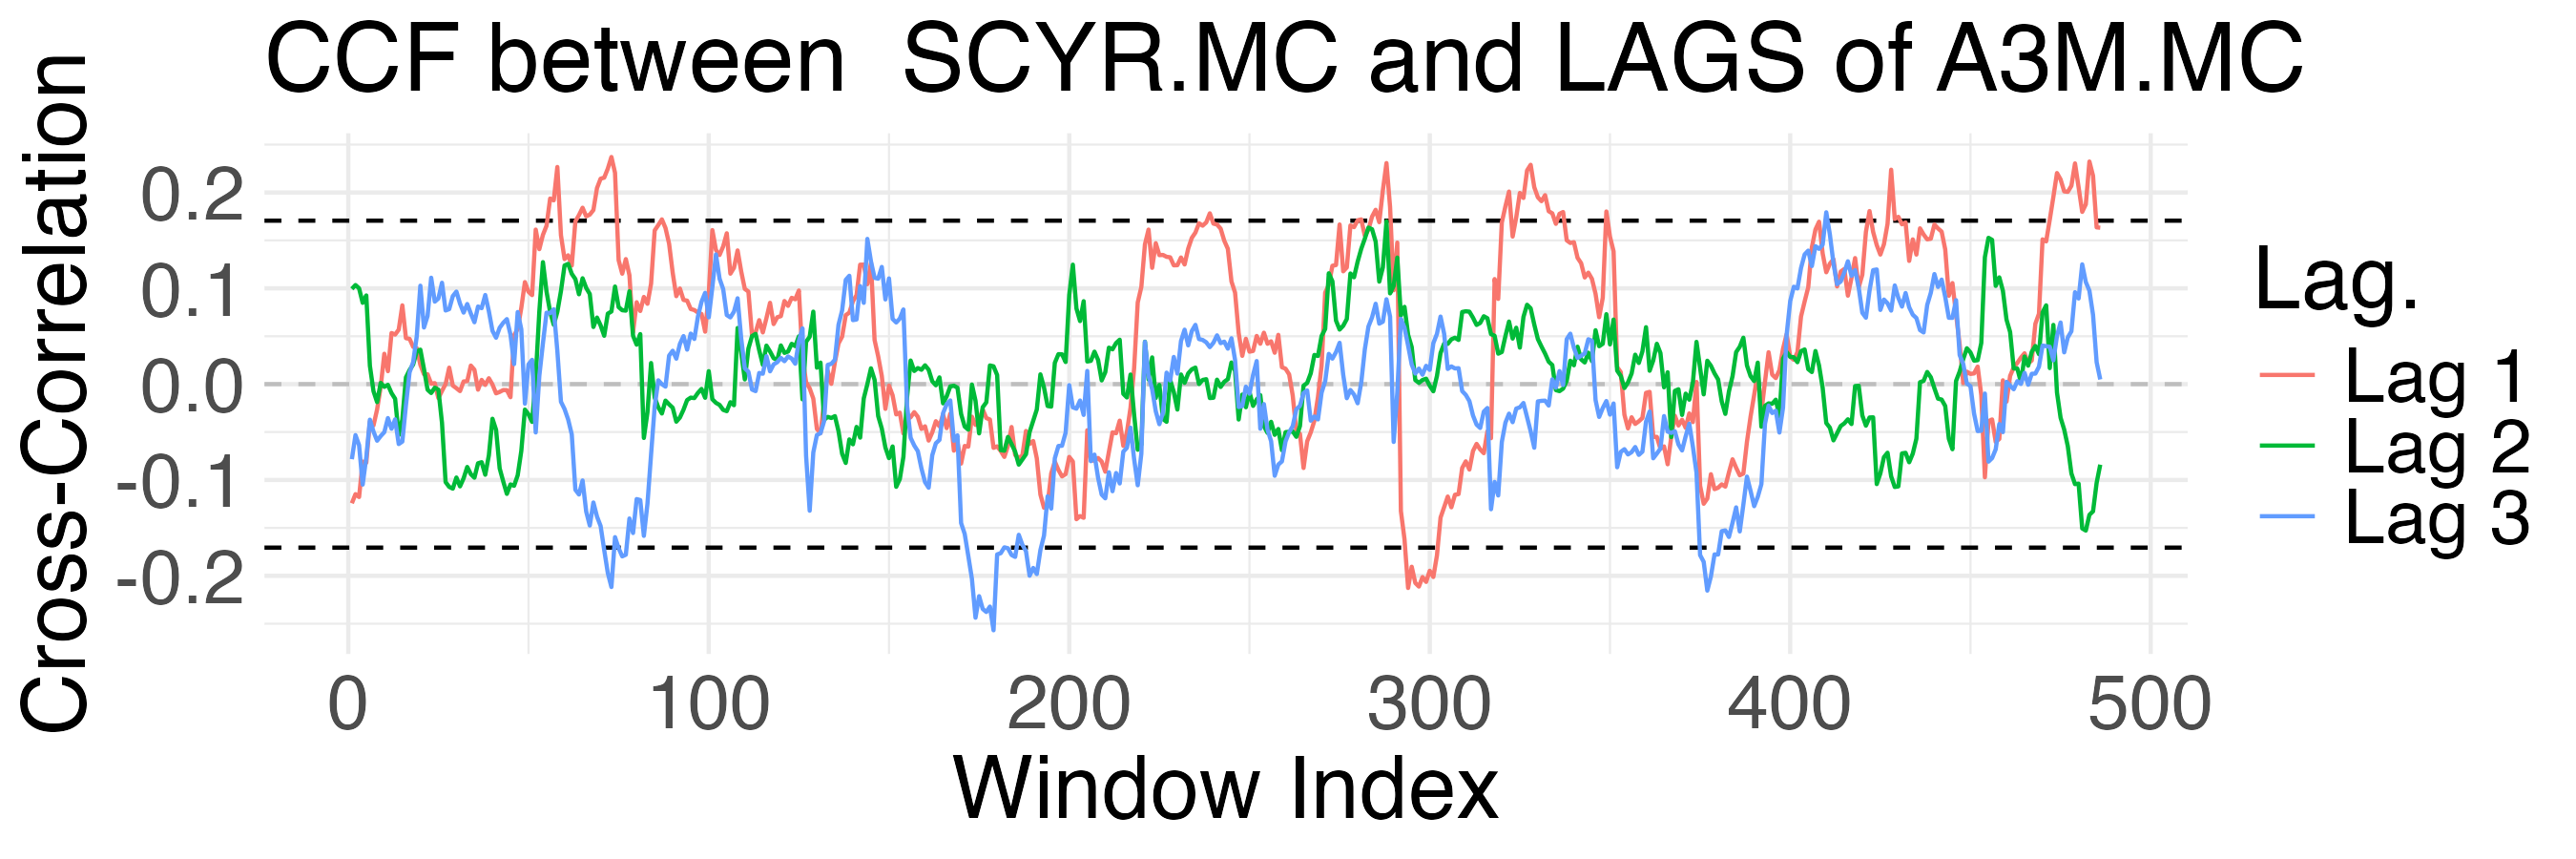 CCF between  SCYR.MC and LAGS of A3M.MC
Cross-Correlation
0.2
0.1
0.0
-0.1
-0.2
0 100 200 300 400 500
Window Index
Lag.
Lag 1
Lag 2
Lag 3